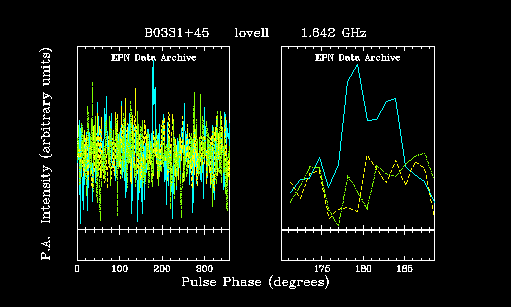 B0331+45 lovell 1.642 GHz
EPN Data Archive
EPN Data Archive
P.A. Intensity (arbitrary units)
0 100 200 300
175 180 185
Pulse Phase (degrees)